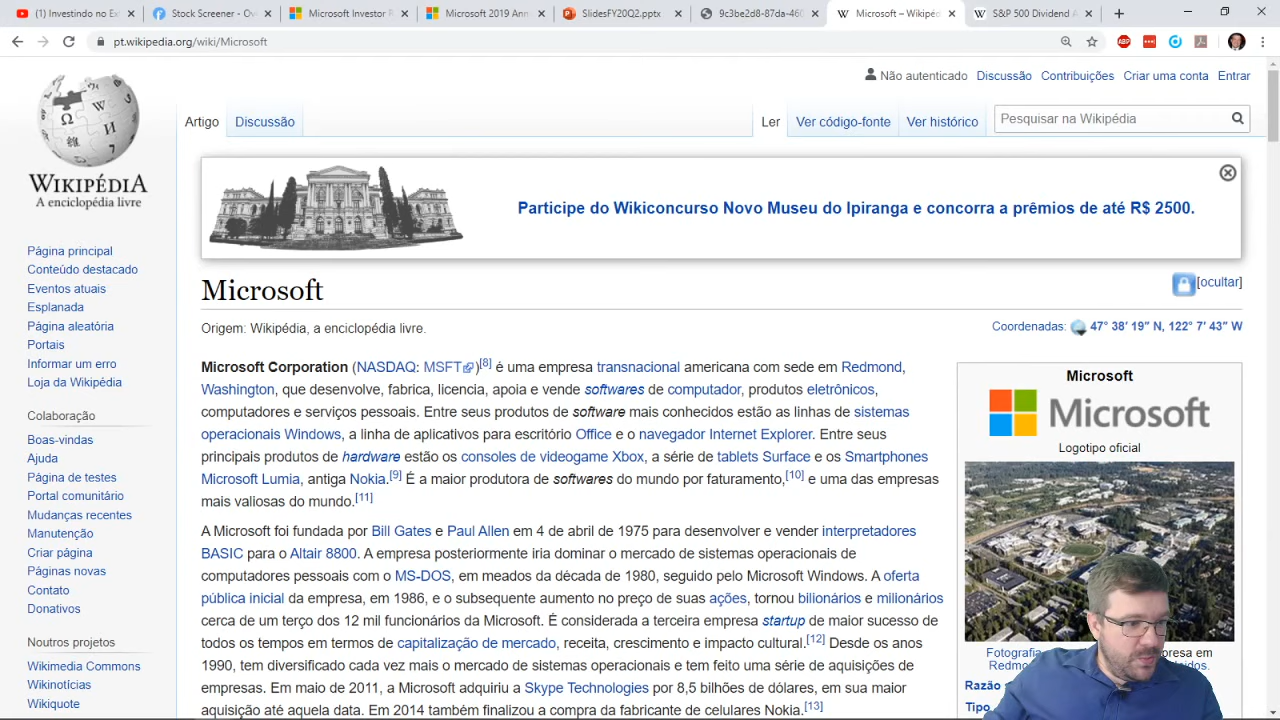 (1) Investindo no Ex
Stock Screener - Ov
Microsoft Investor R
Microsoft 2019 Ann
SlidesFY20Q2.pptx
9c3be2d8-87da-460
Microsoft – Wikipéd
S&P 500 Dividend A
pt.wikipedia.org/wiki/Microsoft
Não autenticado Discussão Contribuições Criar uma conta Entrar
Artigo Discussão Ler Ver código-fonte Ver histórico Pesquisar na Wikipédia
WIKIPÉDIA
A enciclopédia livre
Participe do Wikiconcurso Novo Museu do Ipiranga e concorra a prêmios de até R$ 2500.
Página principal
Conteúdo destacado
Eventos atuais
Esplanada
Página aleatória
Portais
Informar um erro
Loja da Wikipédia
Colaboração
Boas-vindas
Ajuda
Página de testes
Portal comunitário
Mudanças recentes
Manutenção
Criar página
Páginas novas
Contato
Donativos
Noutros projetos
Wikimedia Commons
Wikinotícias
Wikiquote
Microsoft
[ocultar]
Origem: Wikipédia, a enciclopédia livre.
Coordenadas: 47° 38′ 19″ N, 122° 7′ 43″ W
Microsoft Corporation (NASDAQ: MSFT)[8] é uma empresa transnacional americana com sede em Redmond,
Washington, que desenvolve, fabrica, licencia, apoia e vende softwares de computador, produtos eletrônicos,
computadores e serviços pessoais. Entre seus produtos de software mais conhecidos estão as linhas de sistemas
operacionais Windows, a linha de aplicativos para escritório Office e o navegador Internet Explorer. Entre seus
principais produtos de hardware estão os consoles de videogame Xbox, a série de tablets Surface e os Smartphones
Microsoft Lumia, antiga Nokia.[9] É a maior produtora de softwares do mundo por faturamento,[10] e uma das empresas
mais valiosas do mundo.[11]
A Microsoft foi fundada por Bill Gates e Paul Allen em 4 de abril de 1975 para desenvolver e vender interpretadores
BASIC para o Altair 8800. A empresa posteriormente iria dominar o mercado de sistemas operacionais de
computadores pessoais com o MS-DOS, em meados da década de 1980, seguido pelo Microsoft Windows. A oferta
pública inicial da empresa, em 1986, e o subsequente aumento no preço de suas ações, tornou bilionários e milionários
cerca de um terço dos 12 mil funcionários da Microsoft. É considerada a terceira empresa startup de maior sucesso de
todos os tempos em termos de capitalização de mercado, receita, crescimento e impacto cultural.[12] Desde os anos
1990, tem diversificado cada vez mais o mercado de sistemas operacionais e tem feito uma série de aquisições de
empresas. Em maio de 2011, a Microsoft adquiriu a Skype Technologies por 8,5 bilhões de dólares, em sua maior
aquisição até aquela data. Em 2014 também finalizou a compra da fabricante de celulares Nokia.[13]
Microsoft
Microsoft
Logotipo oficial
Fotografia
em
Razão
Tipo